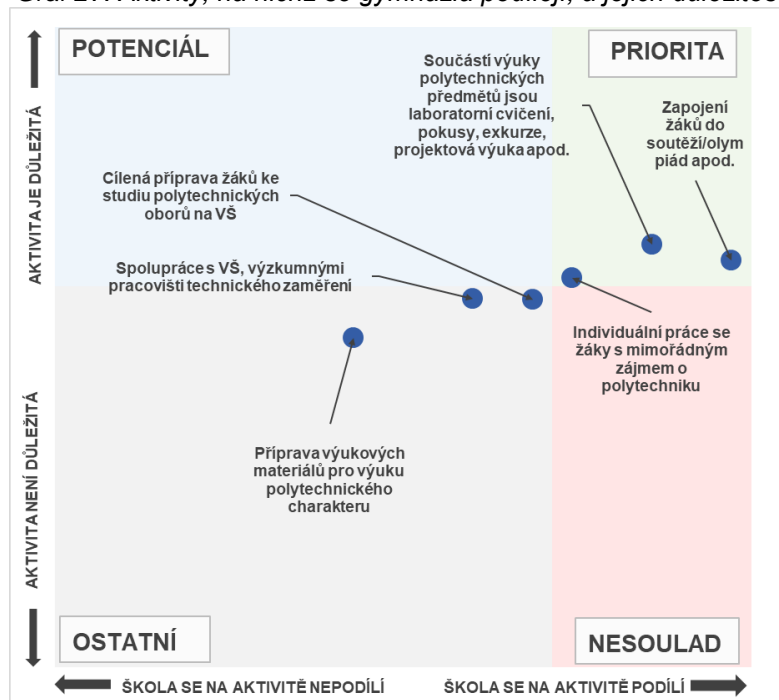 POTENCIÁL
PRIORITA
Součástí výuky
polytechnických
předmětů jsou
laboratorní cvičení,
pokusy, exkurze,
projektová výuka apod.
Zapojení
žáků do
soutěží/olym
piád apod.
Cílená příprava žáků ke
studiu polytechnických
oborů na VŠ
Spolupráce s VŠ, výzkumnými
pracovišti technického zaměření
Individuální práce se
žáky s mimořádným
zájmem o
polytechniku
Příprava výukových
materiálů pro výuku
polytechnického
charakteru
OSTATNÍ
NESOULAD
AKTIVITA JE DŮLEŽITÁ
AKTIVITA NENÍ DŮLEŽITÁ
ŠKOLA SE NA AKTIVITĚ NEPODÍLÍ
ŠKOLA SE NA AKTIVITĚ PODÍLÍ